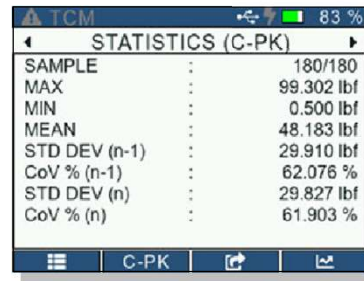 TCM 83 %
STATISTICS (C-PK)
SAMPLE : 180/180
MAX : 99.302 lbf
MIN : 0.500 lbf
MEAN : 48.183 lbf
STD DEV (n-1) : 29.910 lbf
CoV % (n-1) : 62.076 %
STD DEV (n) : 29.827 lbf
CoV % (n) : 61.903 %
C-PK